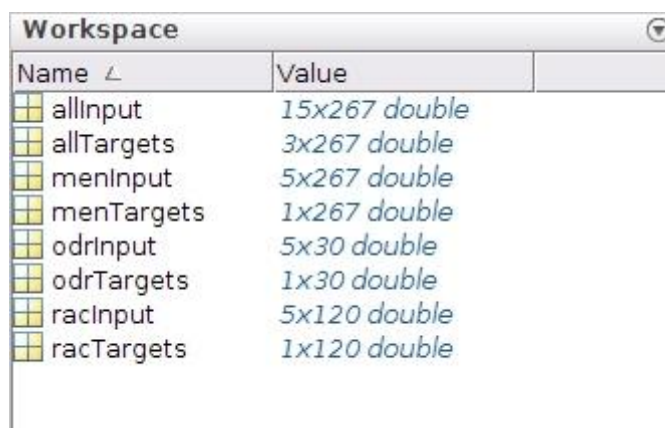 Workspace
Name Value
allInput 15x267 double
allTargets 3x267 double
menInput 5x267 double
menTargets 1x267 double
odrInput 5x30 double
odrTargets 1x30 double
racInput 5x120 double
racTargets 1x120 double